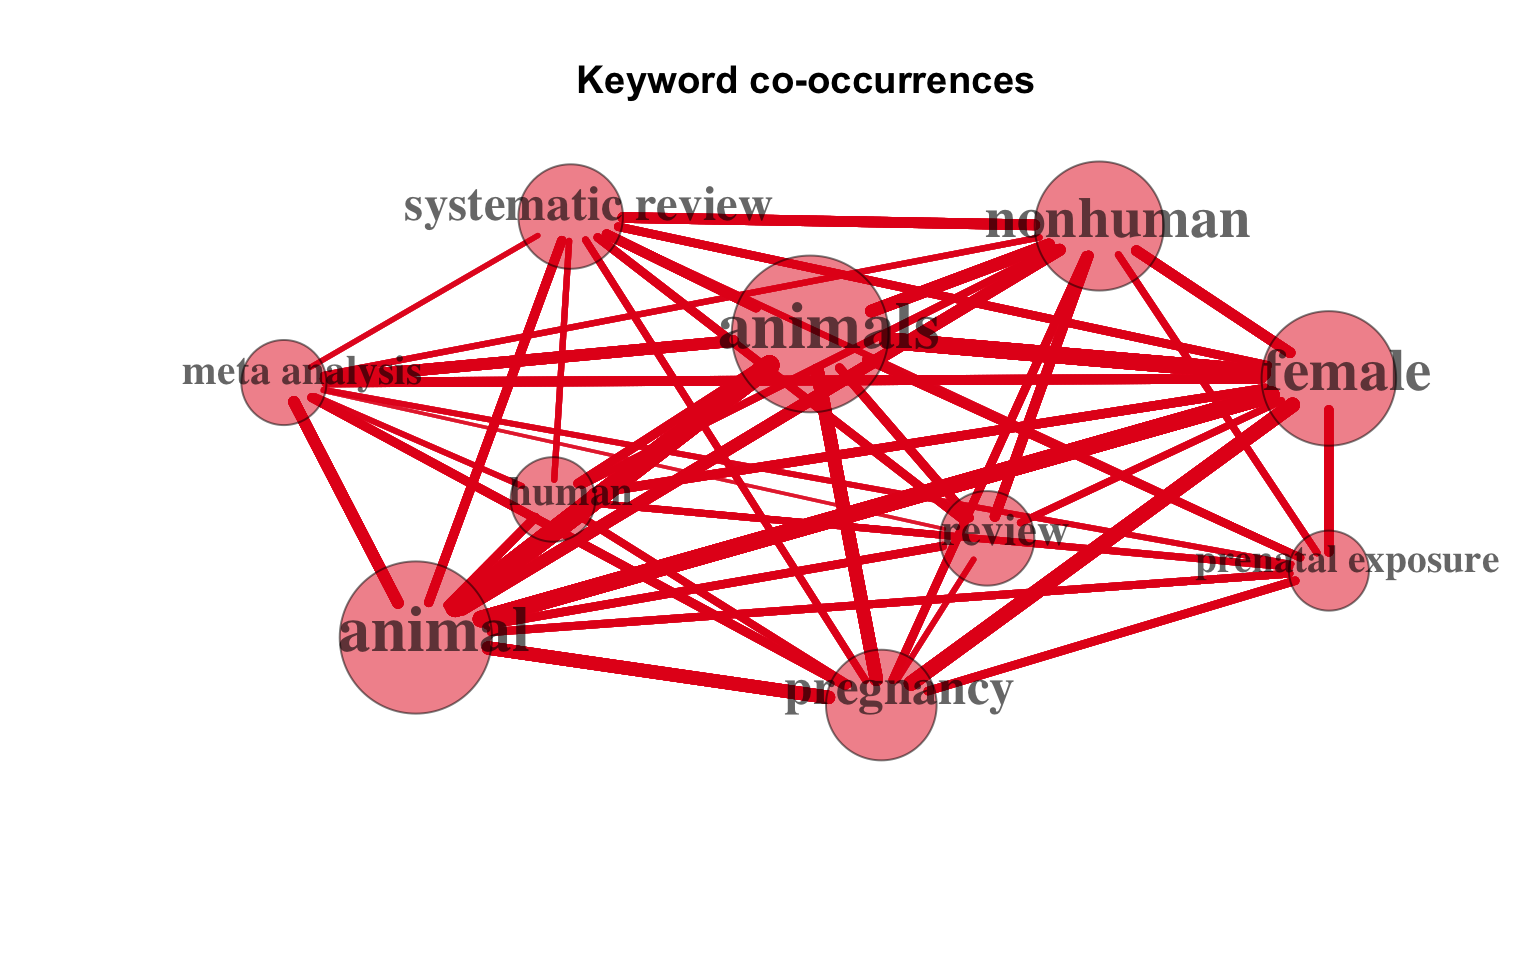 Keyword co-occurrences
systematic review
nonhuman
animals
meta analysis
female
human
review
prenatal exposure
animal
pregnancy